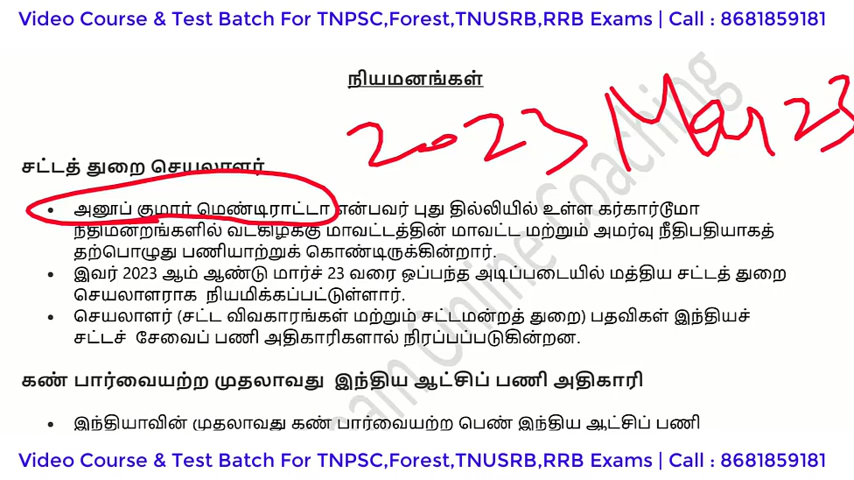 Video Course & Test Batch For TNPSC,Forest,TNUSRB,RRB Exams | Call : 8681859181
நியமனங்கள்
2023 Mar 23
சட்டத் துறை செயலாளர்
• அனூப் குமார் மெண்டிராட்டா என்பவர் புது தில்லியில் உள்ள கர்கார்டூமா
நீதிமன்றங்களில் வடகிழக்கு மாவட்டத்தின் மாவட்ட மற்றும் அமர்வு நீதிபதியாகத்
தற்பொழுது பணியாற்றுக் கொண்டிருக்கின்றார்.
• இவர் 2023 ஆம் ஆண்டு மார்ச் 23 வரை ஒப்பந்த அடிப்படையில் மத்திய சட்டத் துறை
செயலாளராக நியமிக்கப்பட்டுள்ளார்.
• செயலாளர் (சட்ட விவகாரங்கள் மற்றும் சட்டமன்றத் துறை) பதவிகள் இந்தியச்
சட்டச் சேவைப் பணி அதிகாரிகளால் நிரப்பப்படுகின்றன.
கண் பார்வையற்ற முதலாவது இந்திய ஆட்சிப் பணி அதிகாரி
• இந்தியாவின் முதலாவது கண் பார்வையற்ற பெண் இந்திய ஆட்சிப் பணி
Exam Online Coaching
Video Course & Test Batch For TNPSC,Forest,TNUSRB,RRB Exams | Call : 8681859181